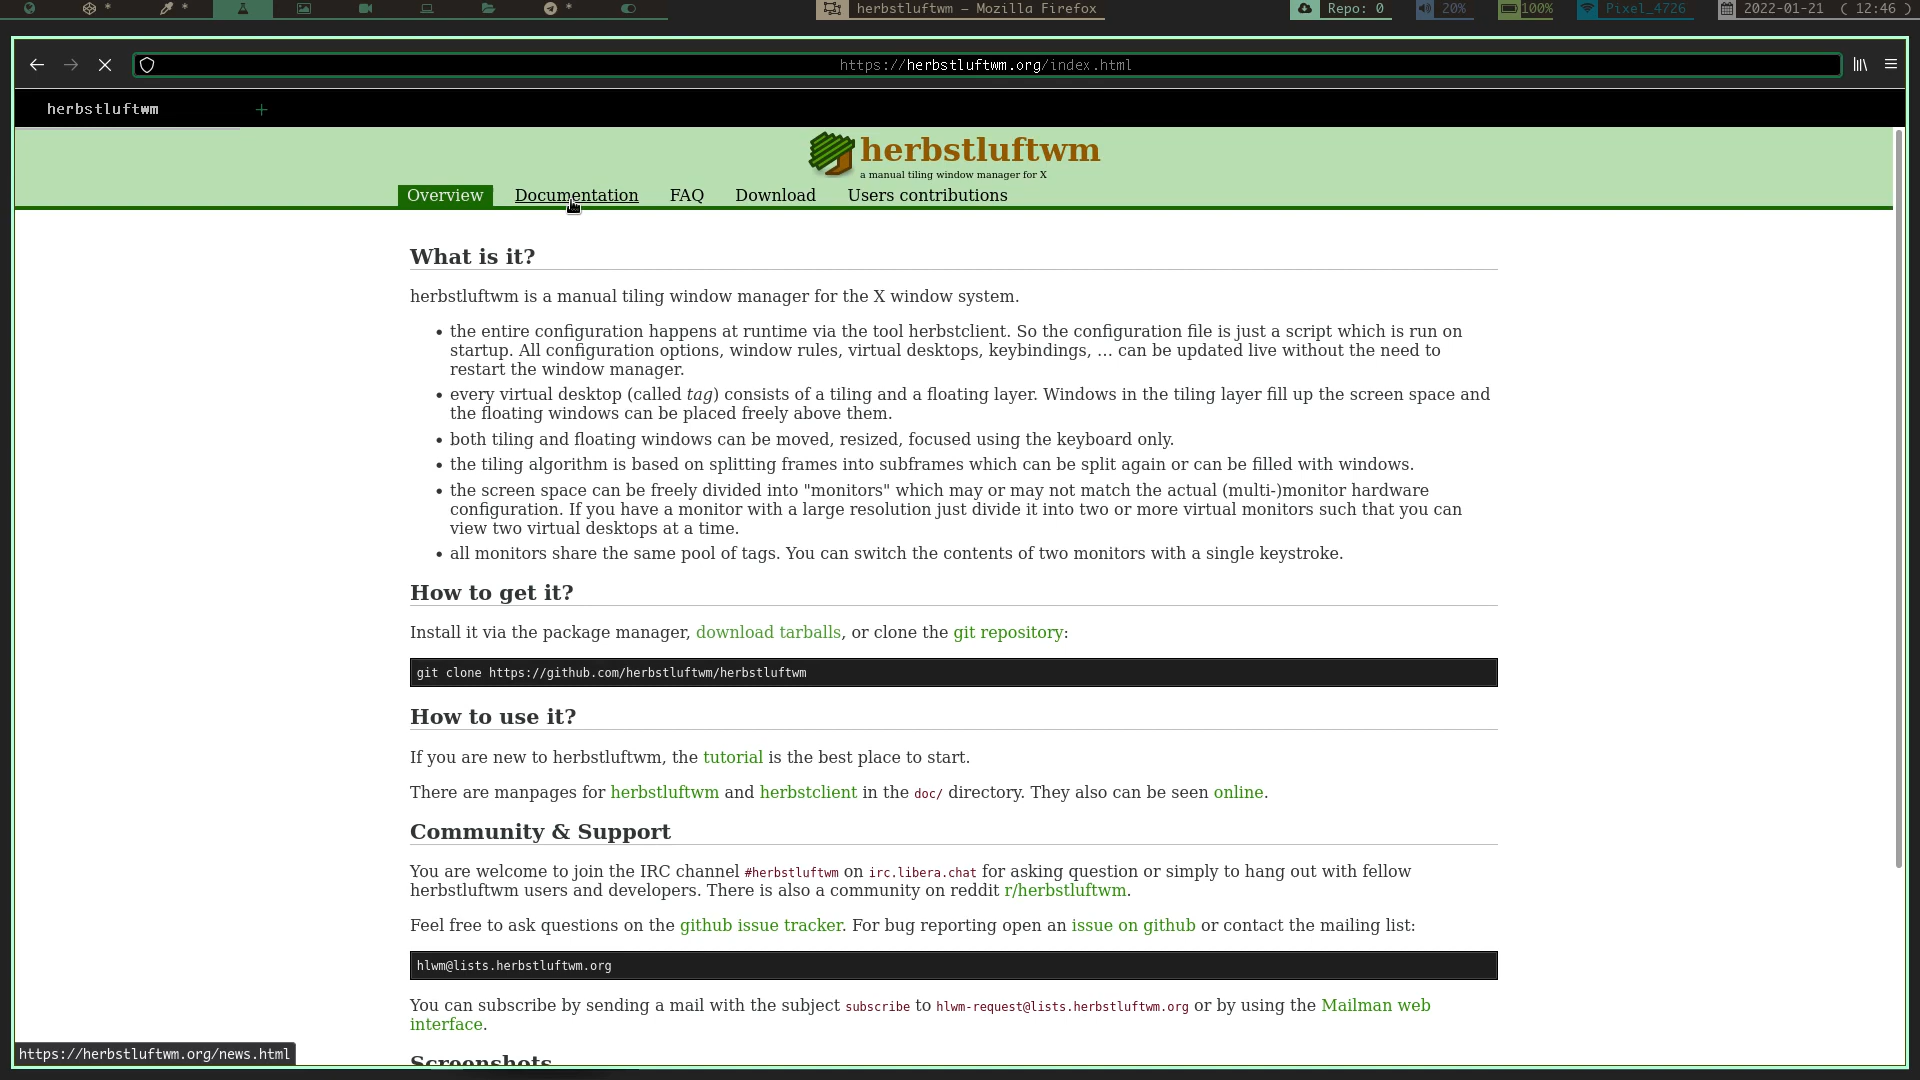 * * *
herbstluftwm — Mozilla Firefox
Repo: 0
20%
100%
Pixel_4726
2022-01-21 ( 12:46 )
https://herbstluftwm.org/index.html
herbstluftwm +
herbstluftwm
a manual tiling window manager for X
Overview Documentation FAQ Download Users contributions
What is it?
herbstluftwm is a manual tiling window manager for the X window system.
• the entire configuration happens at runtime via the tool herbstclient. So the configuration file is just a script which is run on
startup. All configuration options, window rules, virtual desktops, keybindings, … can be updated live without the need to
restart the window manager.
• every virtual desktop (called tag) consists of a tiling and a floating layer. Windows in the tiling layer fill up the screen space and
the floating windows can be placed freely above them.
• both tiling and floating windows can be moved, resized, focused using the keyboard only.
• the tiling algorithm is based on splitting frames into subframes which can be split again or can be filled with windows.
• the screen space can be freely divided into "monitors" which may or may not match the actual (multi-)monitor hardware
configuration. If you have a monitor with a large resolution just divide it into two or more virtual monitors such that you can
view two virtual desktops at a time.
• all monitors share the same pool of tags. You can switch the contents of two monitors with a single keystroke.
How to get it?
Install it via the package manager, download tarballs, or clone the git repository:
git clone https://github.com/herbstluftwm/herbstluftwm
How to use it?
If you are new to herbstluftwm, the tutorial is the best place to start.
There are manpages for herbstluftwm and herbstclient in the doc/ directory. They also can be seen online.
Community & Support
You are welcome to join the IRC channel #herbstluftwm on irc.libera.chat for asking question or simply to hang out with fellow
herbstluftwm users and developers. There is also a community on reddit r/herbstluftwm.
Feel free to ask questions on the github issue tracker. For bug reporting open an issue on github or contact the mailing list:
hlwm@lists.herbstluftwm.org
You can subscribe by sending a mail with the subject subscribe to hlwm-request@lists.herbstluftwm.org or by using the Mailman web
interface.
Screenshots
https://herbstluftwm.org/news.html